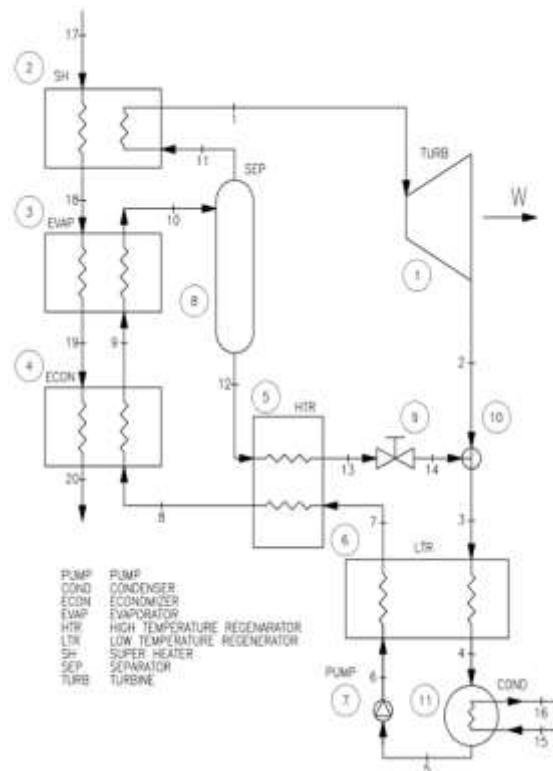 17
2
SH
1
11
SEP
TURB
W
18
3
EVAP
10
1
8
19
9
2
4
ECON
12
5
HTR
9
10
13
14
20
8
7
6
3
LTR
PUMP PUMP
COND CONDENSER
ECON ECONOMIZER
EVAP EVAPORATOR
HTR HIGH TEMPERATURE REGENARATOR
LTR LOW TEMPERATURE REGENERATOR
SH SUPER HEATER
SEP SEPARATOR
TURB TURBINE
4
PUMP
6
COND
7
11
16
15
5